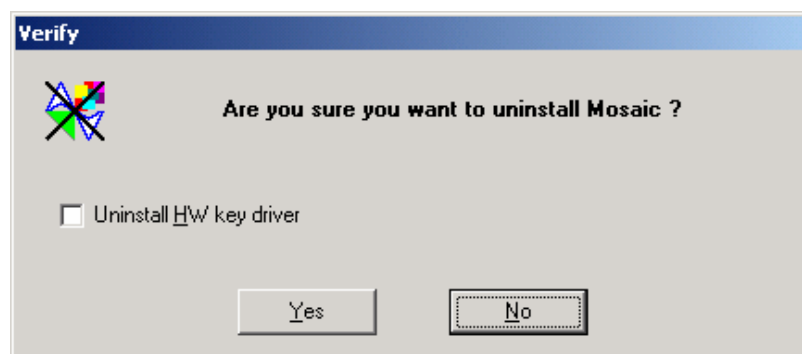 Verify
Are you sure you want to uninstall Mosaic ?
Uninstall HW key driver
Yes
No